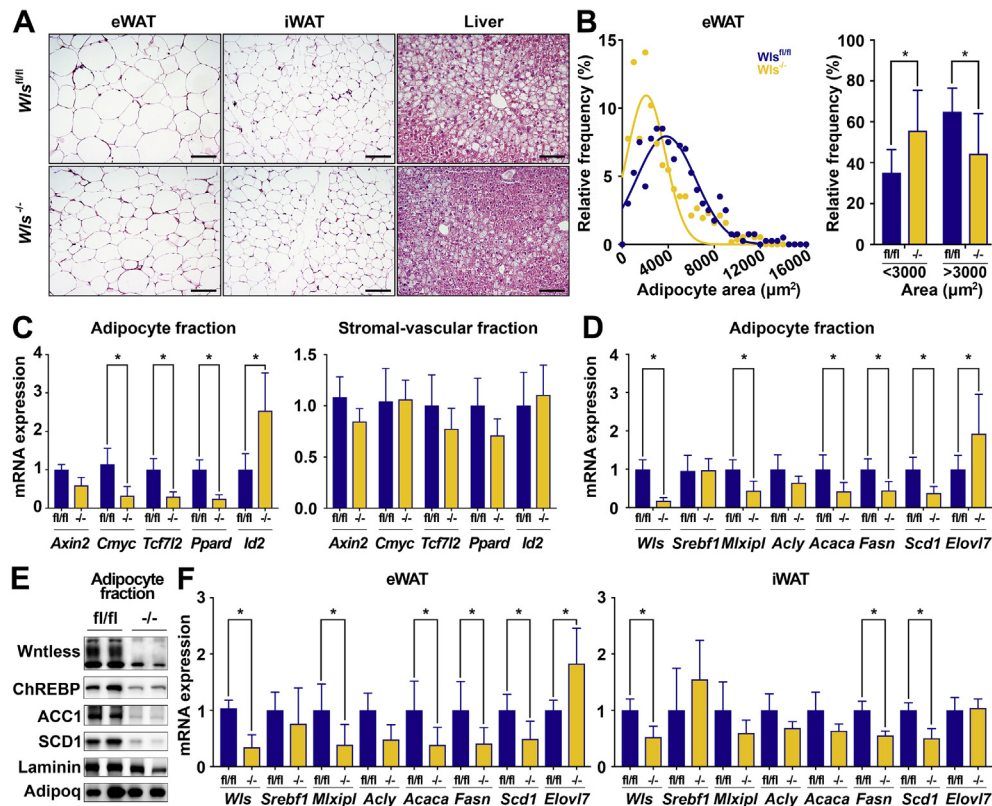 A
eWAT
iWAT
Liver
Wls^fl/fl
Wls^-/-
B
eWAT
Relative frequency (%)
15
10
5
0
0
4000
8000
12000
16000
Adipocyte area (µm²)
Wls^fl/fl
Wls^-/-
Relative frequency (%)
100
80
60
40
20
0
* *
fl/fl -/- fl/fl -/-
<3000 >3000
Area (µm²)
C
Adipocyte fraction
mRNA expression
4
3
2
1
0
* * * *
fl/fl -/- fl/fl -/- fl/fl -/- fl/fl -/- fl/fl -/-
Axin2 Cmyc Tcf7l2 Ppard Id2
Stromal-vascular fraction
1.5
1.0
0.5
0.0
fl/fl -/- fl/fl -/- fl/fl -/- fl/fl -/- fl/fl -/-
Axin2 Cmyc Tcf7l2 Ppard Id2
D
Adipocyte fraction
mRNA expression
4
3
2
1
0
* * * * * *
fl/fl -/- fl/fl -/- fl/fl -/- fl/fl -/- fl/fl -/- fl/fl -/- fl/fl -/- fl/fl -/-
Wls Srebf1 Mlxipl Acly Acaca Fasn Scd1 Elovl7
E
Adipocyte
fraction
fl/fl -/-
Wntless
ChREBP
ACC1
SCD1
Laminin
Adipoq
F
eWAT
mRNA expression
3
2
1
0
* * * * * *
fl/fl -/- fl/fl -/- fl/fl -/- fl/fl -/- fl/fl -/- fl/fl -/- fl/fl -/- fl/fl -/-
Wls Srebf1 Mlxipl Acly Acaca Fasn Scd1 Elovl7
iWAT
3
2
1
0
* * *
fl/fl -/- fl/fl -/- fl/fl -/- fl/fl -/- fl/fl -/- fl/fl -/- fl/fl -/- fl/fl -/-
Wls Srebf1 Mlxipl Acly Acaca Fasn Scd1 Elovl7